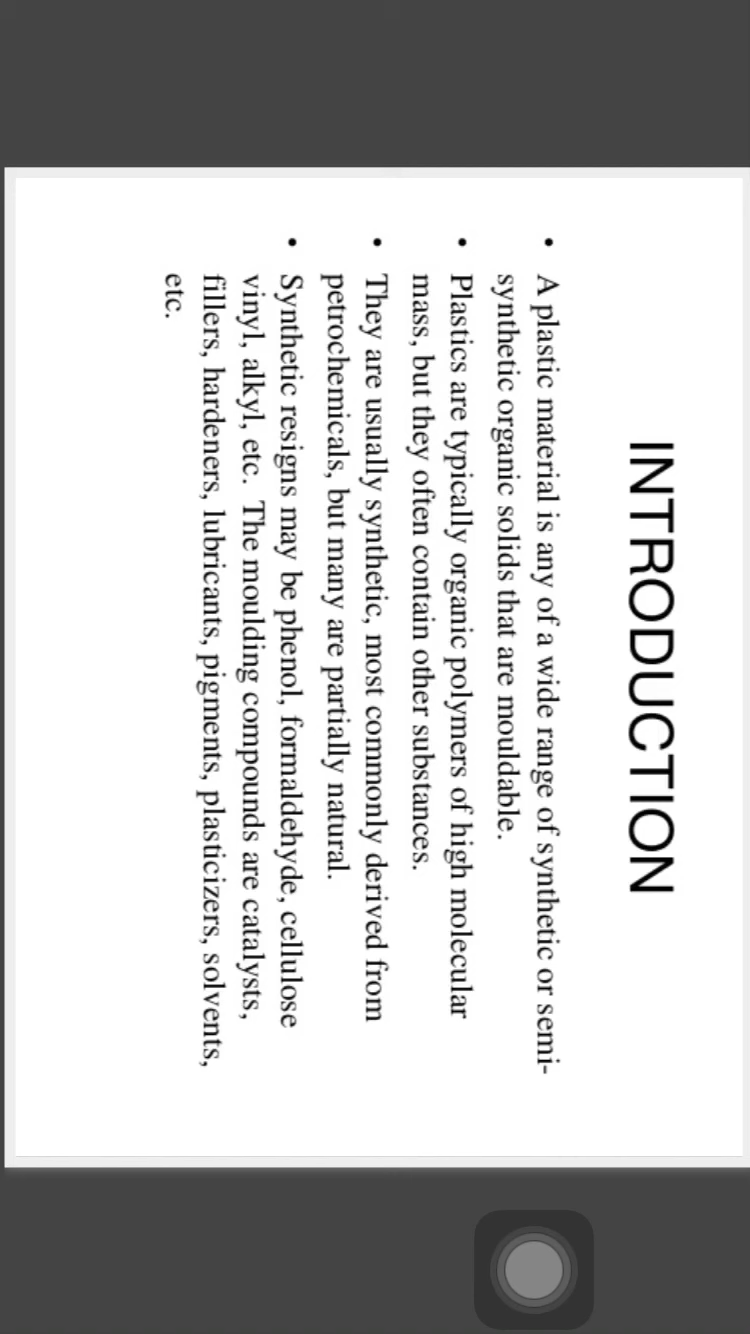 INTRODUCTION
• A plastic material is any of a wide range of synthetic or semi-
synthetic organic solids that are mouldable.
• Plastics are typically organic polymers of high molecular
mass, but they often contain other substances.
• They are usually synthetic, most commonly derived from
petrochemicals, but many are partially natural.
• Synthetic resigns may be phenol, formaldehyde, cellulose
vinyl, alkyl, etc. The moulding compounds are catalysts,
fillers, hardeners, lubricants, pigments, plasticizers, solvents,
etc.